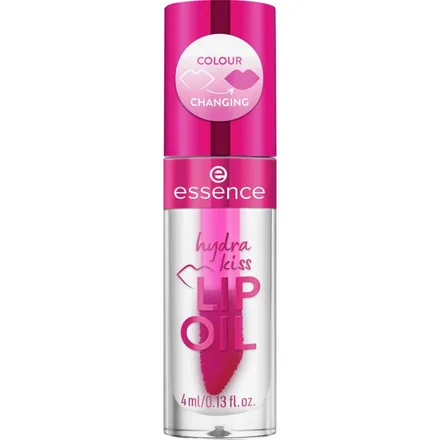 COLOUR
CHANGING
e
essence
hydra
kiss
LIP
OIL
4ml/0.13 fl.oz.